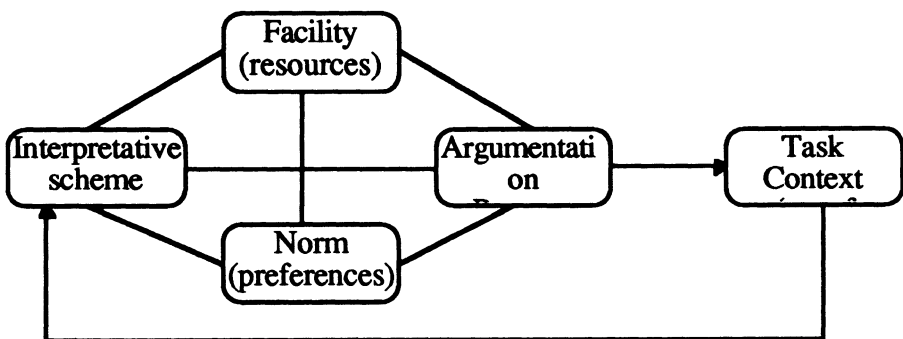 Facility
(resources)
Interpretative
scheme
Argumentati
on
Task
Context
Norm
(preferences)